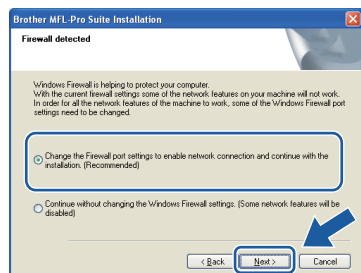 Brother MFL-Pro Suite Installation
Firewall detected
Windows Firewall is helping to protect your computer.
With the current firewall settings some of the network features on your machine will not work.
In order for all the network features of the machine to work, some of the Windows Firewall port
settings need to be changed.
Change the Firewall port settings to enable network connection and continue with the
installation. (Recommended)
Continue without changing the Windows Firewall settings. (Some network features will be
disabled)
< Back
Next >
Cancel